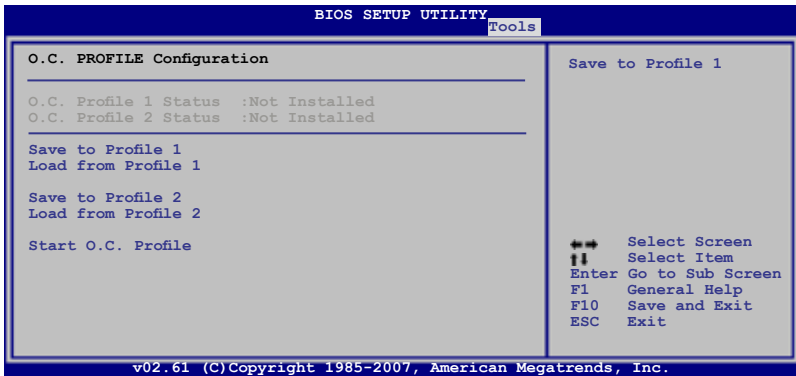 BIOS SETUP UTILITY
Tools
O.C. PROFILE Configuration
O.C. Profile 1 Status :Not Installed
O.C. Profile 2 Status :Not Installed
Save to Profile 1
Load from Profile 1
Save to Profile 2
Load from Profile 2
Start O.C. Profile
Save to Profile 1
Select Screen
Select Item
Enter Go to Sub Screen
F1 General Help
F10 Save and Exit
ESC Exit
v02.61 (C)Copyright 1985-2007, American Megatrends, Inc.